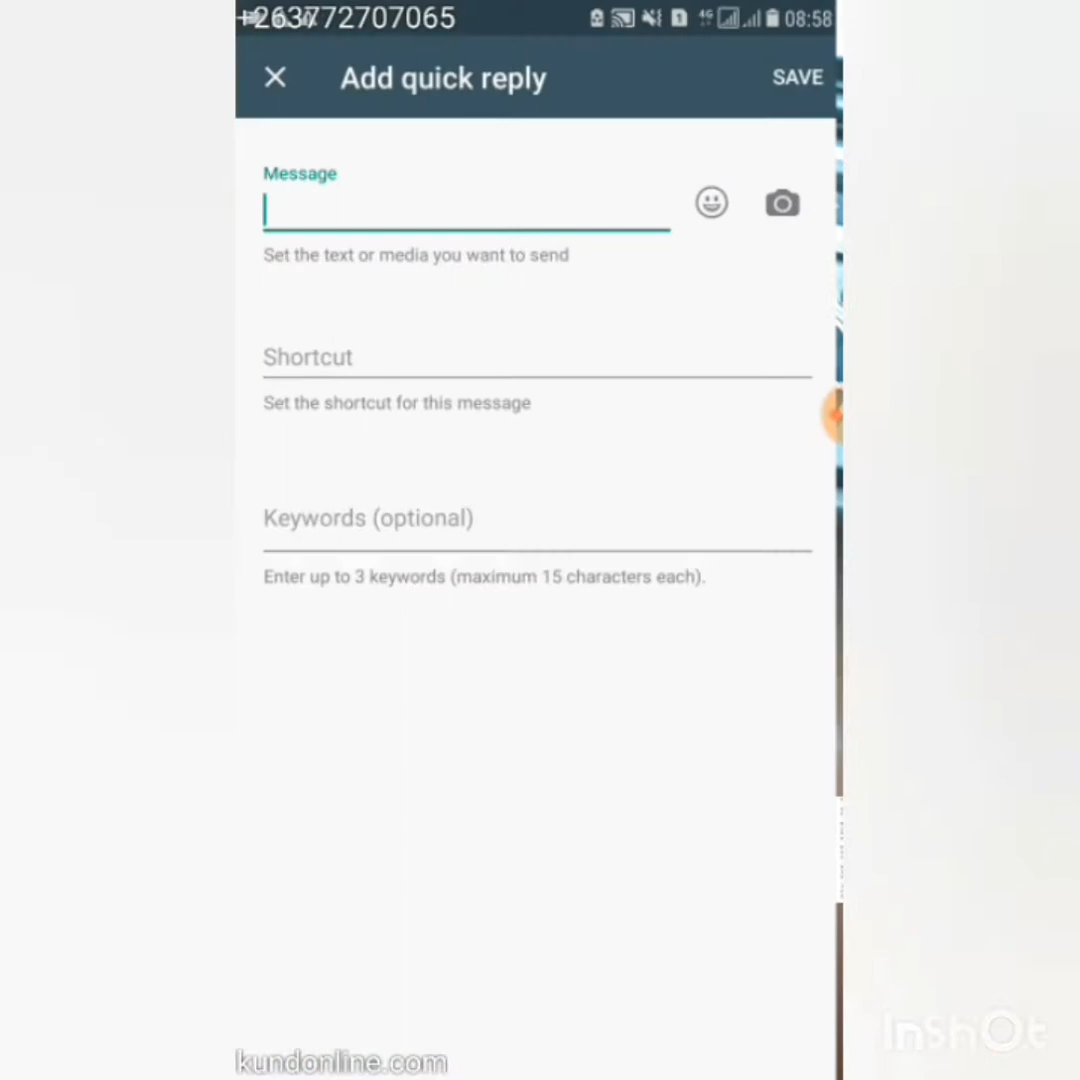 +263772707065
08:58
Add quick reply
SAVE
Message
Set the text or media you want to send
Shortcut
Set the shortcut for this message
Keywords (optional)
Enter up to 3 keywords (maximum 15 characters each).
InShOt
kundonline.com